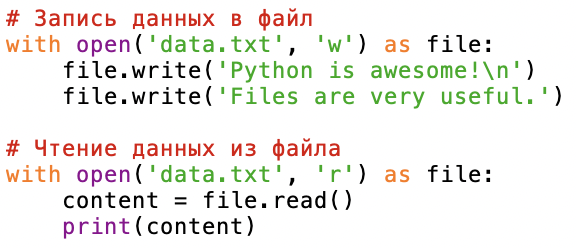 # Запись данных в файл
with open('data.txt', 'w') as file:
    file.write('Python is awesome!\n')
    file.write('Files are very useful.')

# Чтение данных из файла
with open('data.txt', 'r') as file:
    content = file.read()
    print(content)